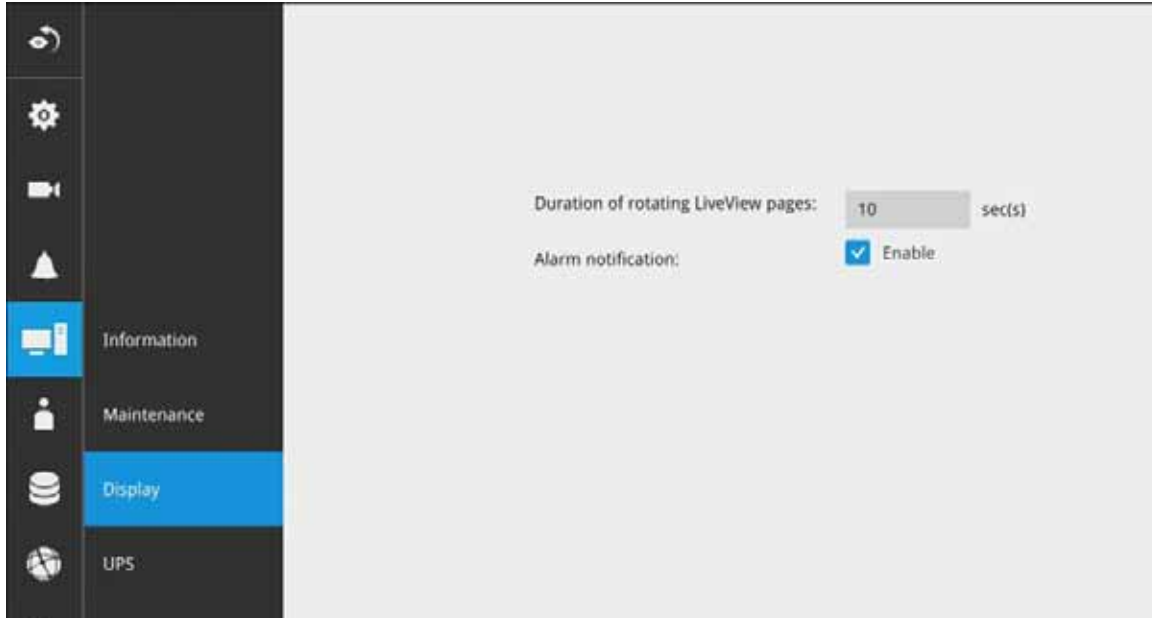 Duration of rotating LiveView pages: 10 sec(s)
Alarm notification: Enable
Information
Maintenance
Display
UPS